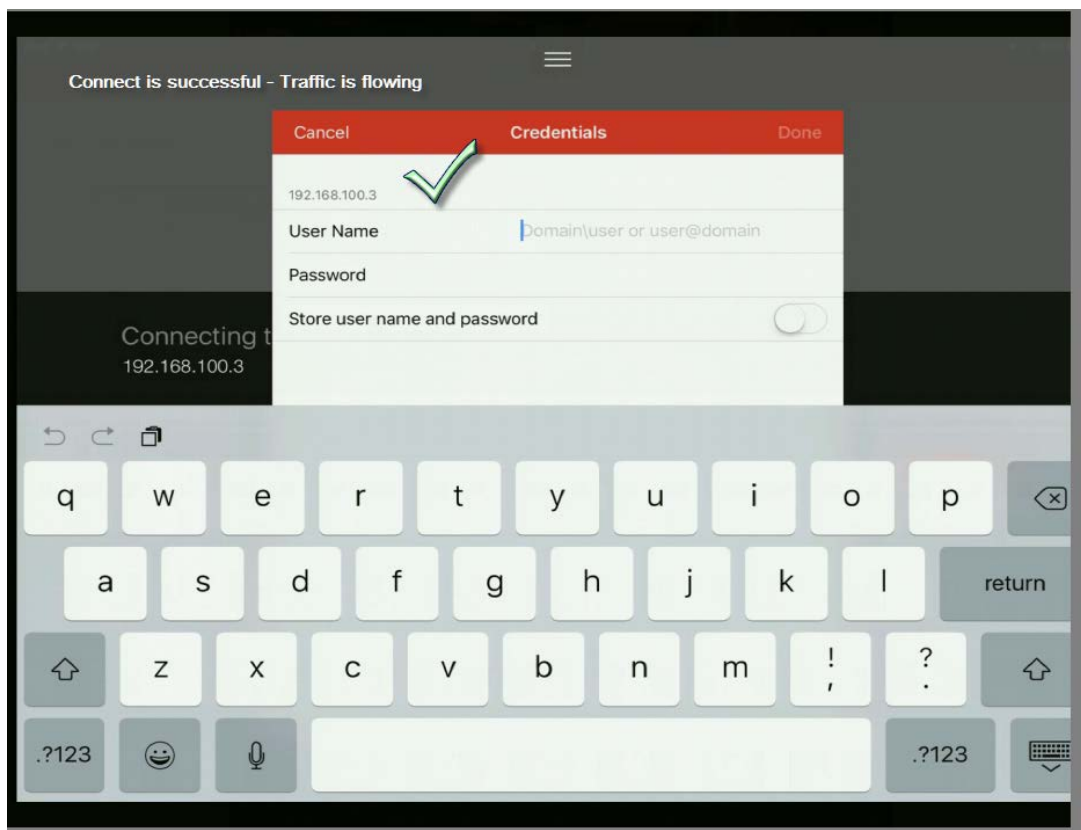 Connect is successful - Traffic is flowing
Cancel Credentials Done
192.168.100.3
User Name Domain\user or user@domain
Password
Store user name and password
Connecting t
192.168.100.3
q w e r t y u i o p
a s d f g h j k l return
z x c v b n m ! , ? .
.?123 .?123